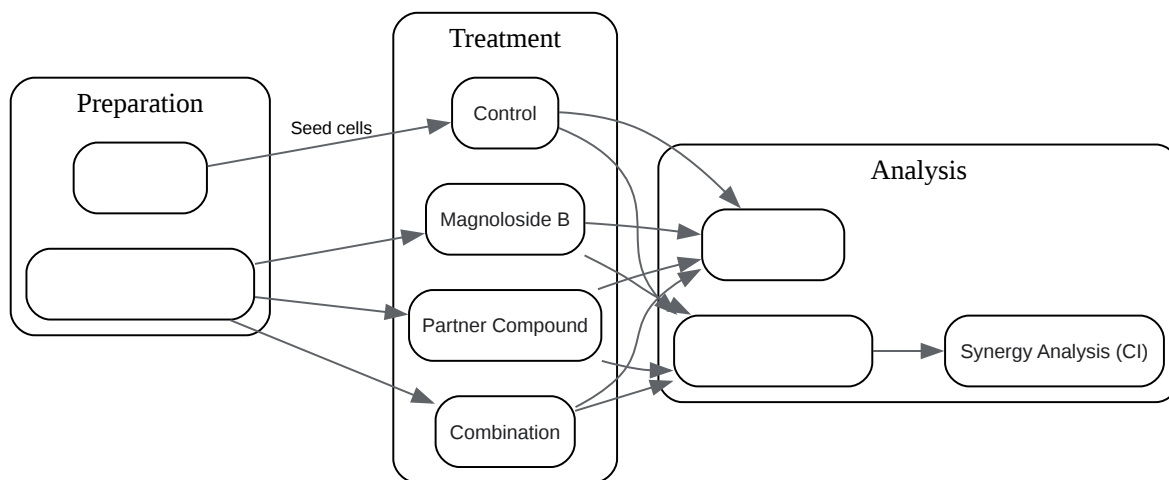 Preparation
Seed cells
Treatment
Control
Magnoloside B
Partner Compound
Combination
Analysis
Synergy Analysis (CI)